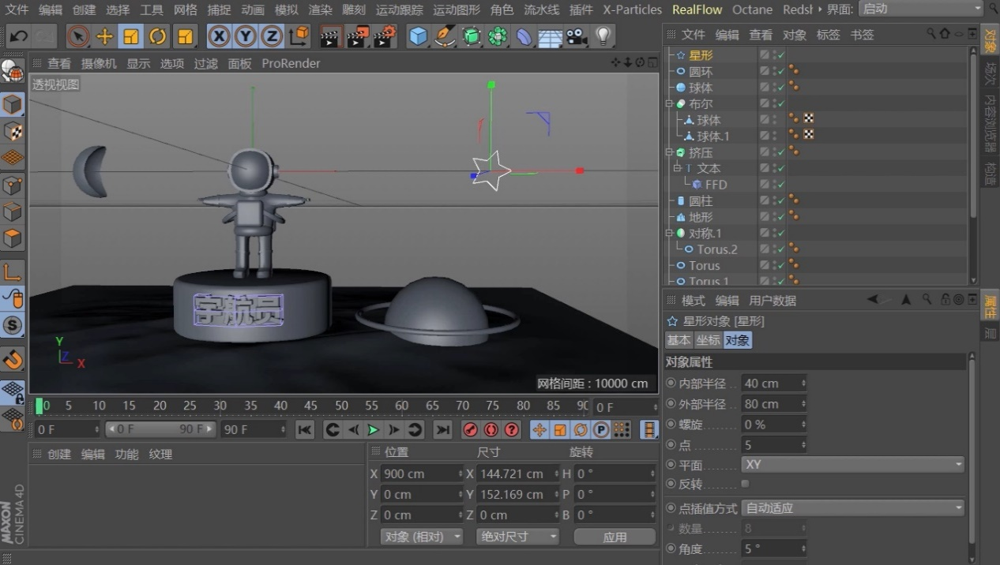 文件 编辑 创建 选择 工具 网格 捕捉 动画 模拟 渲染 雕刻 运动跟踪 运动图形 角色 流水线 插件 X-Particles RealFlow Octane Redsh 界面: 启动
X Y Z
文件 编辑 查看 对象 标签 书签
查看 摄像机 显示 选项 过滤 面板 ProRender
透视视图
星形
圆环
球体
布尔
球体
球体.1
挤压
文本
FFD
圆柱
地形
对称.1
Torus.2
Torus
Torus.1
对象
场次
内容浏览器
构造
宇航员
Y
Z
X
网格间距 : 10000 cm
模式 编辑 用户数据
星形对象 [星形]
基本 坐标 对象
对象属性
内部半径 40 cm
外部半径 80 cm
螺旋 0 %
点 5
平面 XY
反转
点插值方式 自动适应
数量 8
角度 5 °
属性
层
0 5 10 15 20 25 30 35 40 45 50 55 60 65 70 75 80 85 90 0 F
0 F 0 F 90 F 90 F
创建 编辑 功能 纹理
位置 尺寸 旋转
X 900 cm X 144.721 cm H 0 °
Y 0 cm Y 152.169 cm P 0 °
Z 0 cm Z 0 cm B 0 °
对象 (相对) 绝对尺寸 应用
MAXON
CINEMA 4D